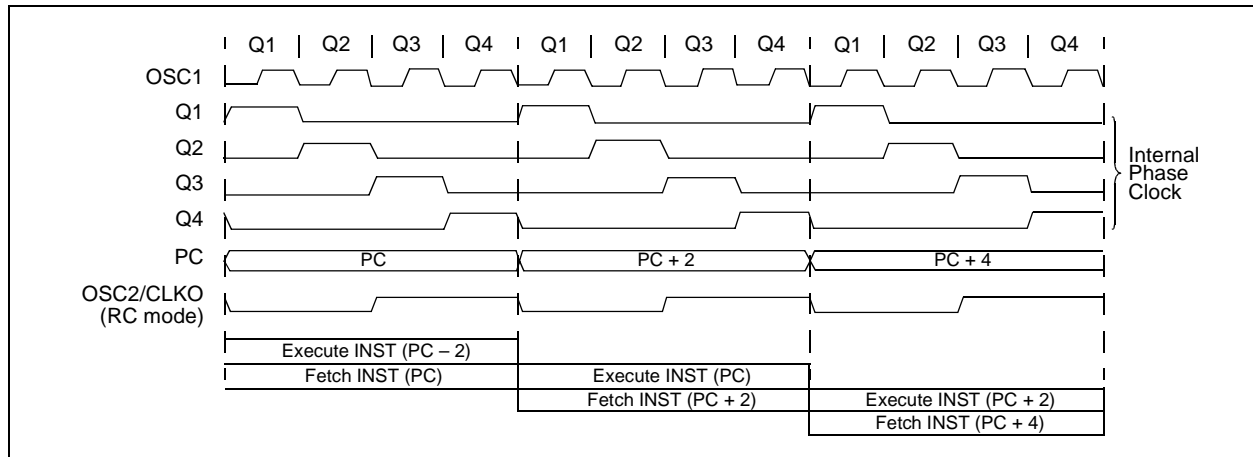 Q1 Q2 Q3 Q4 Q1 Q2 Q3 Q4 Q1 Q2 Q3 Q4
OSC1
Q1
Q2
Q3
Q4
Internal
Phase
Clock
PC PC PC + 2 PC + 4
OSC2/CLKO
(RC mode)
Execute INST (PC – 2)
Fetch INST (PC) Execute INST (PC)
Fetch INST (PC + 2) Execute INST (PC + 2)
Fetch INST (PC + 4)